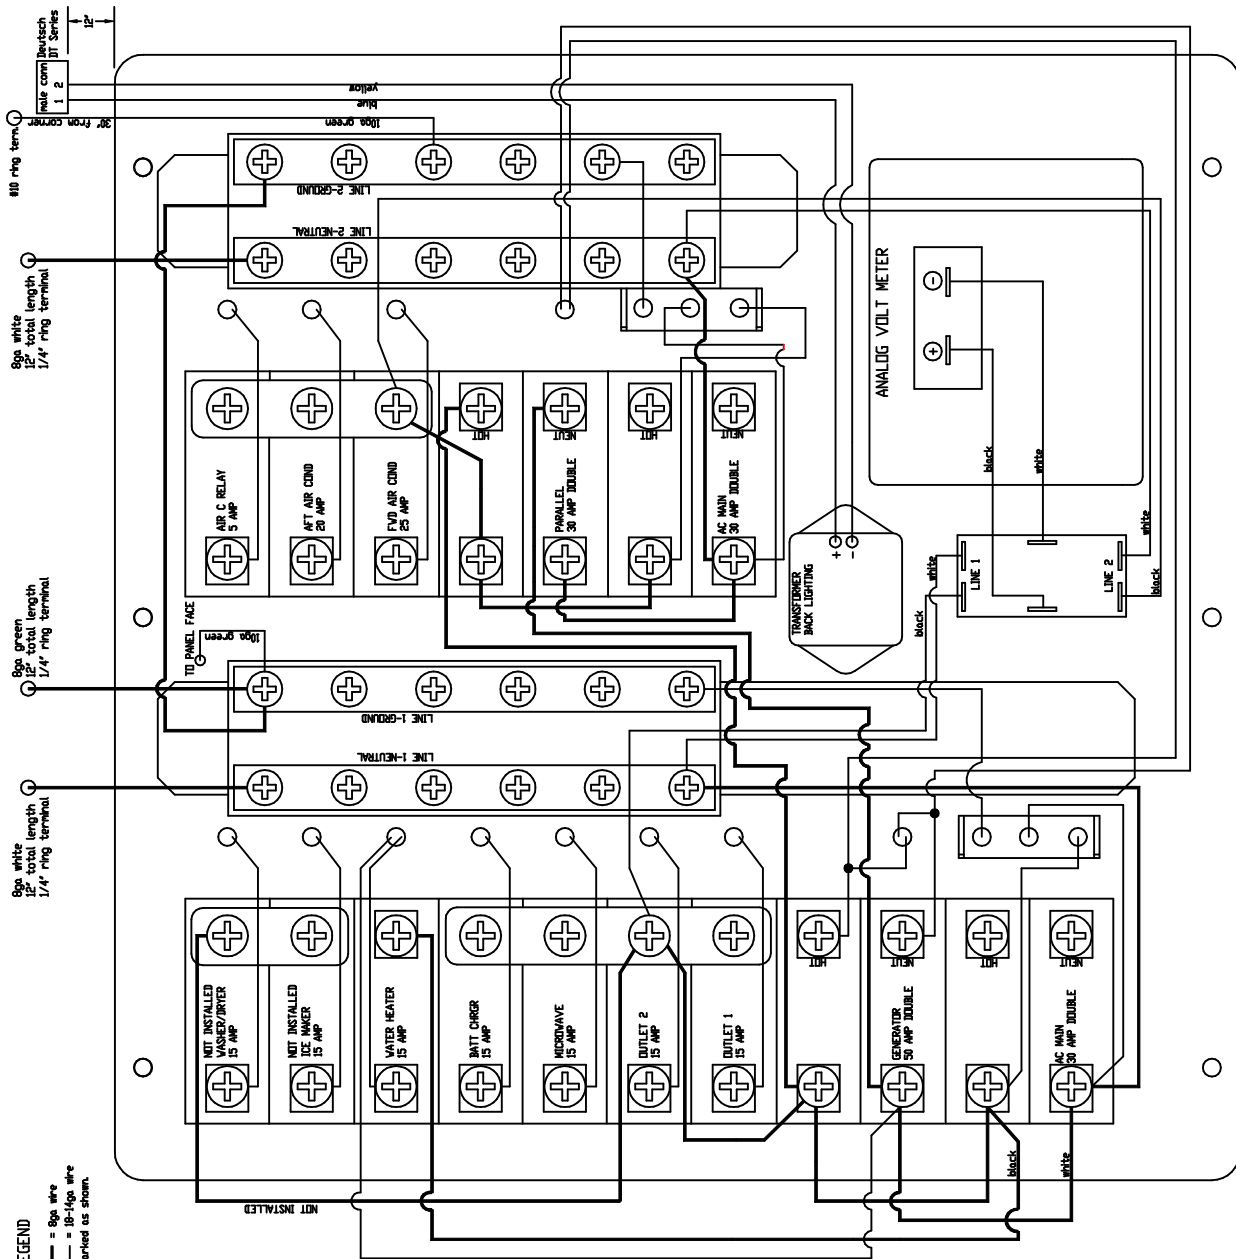 Deutsch
DT Series
12"
male conn
1 2
30" from corner
#10 ring term.
yellow
blue
10ga green
LINE 2-GROUND
LINE 2-NEUTRAL
8ga white
12" total length
1/4" ring terminal
ANALOG VOLT METER
-
+
black
white
HOT
NEUT
HOT
NEUT
AIR C RELAY
5 AMP
AFT AIR COND
20 AMP
FWD AIR COND
25 AMP
PARALLEL
30 AMP DOUBLE
AC MAIN
30 AMP DOUBLE
+
-
TRANSFORMER
BACK LIGHTING
white
black
LINE 1
LINE 2
white
black
8ga green
12" total length
1/4" ring terminal
TO PANEL FACE
10ga green
LINE 1-GROUND
LINE 1-NEUTRAL
8ga white
12" total length
1/4" ring terminal
HOT
NEUT
HOT
NEUT
NOT INSTALLED
WASHER/DRYER
15 AMP
NOT INSTALLED
ICE MAKER
15 AMP
WATER HEATER
15 AMP
BATT CHRGR
15 AMP
MICROWAVE
15 AMP
OUTLET 2
15 AMP
OUTLET 1
15 AMP
GENERATOR
50 AMP DOUBLE
AC MAIN
30 AMP DOUBLE
black
white
NOT INSTALLED
EGEND
= 8ga wire
= 18-14ga wire
arked as shown.